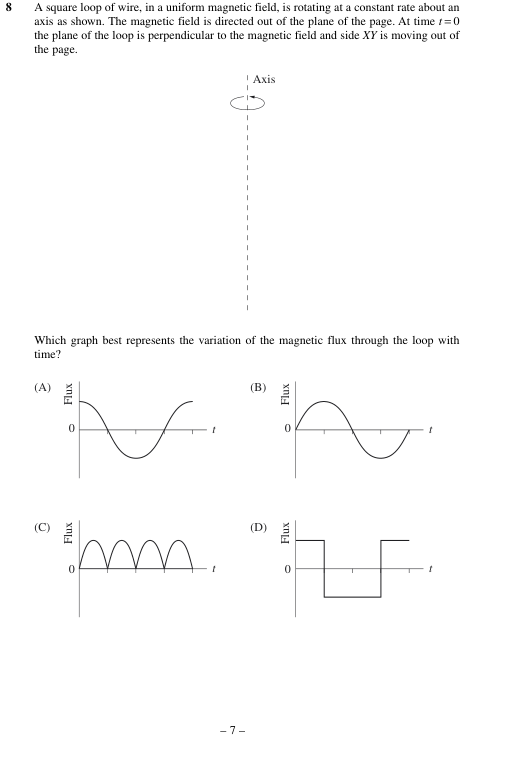 8 A square loop of wire, in a uniform magnetic field, is rotating at a constant rate about an
axis as shown. The magnetic field is directed out of the plane of the page. At time t=0
the plane of the loop is perpendicular to the magnetic field and side XY is moving out of
the page.
Axis
Which graph best represents the variation of the magnetic flux through the loop with
time?
(A) Flux 0 t
(B) Flux 0 t
(C) Flux 0 t
(D) Flux 0 t
– 7 –